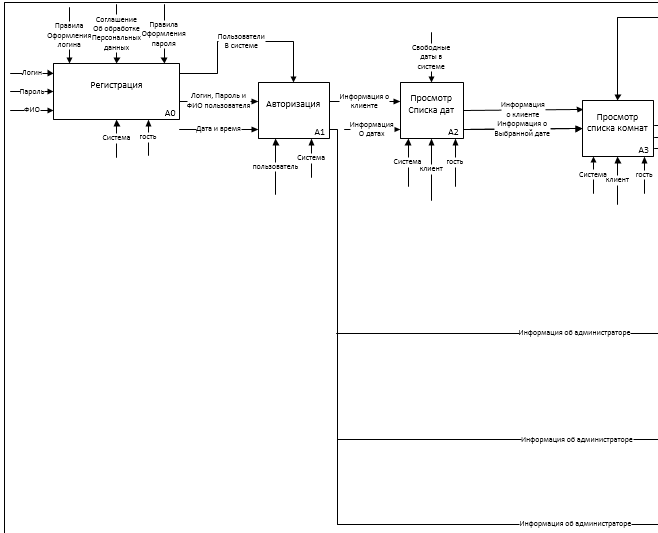 Правила
Оформления
логина
Соглашение
Об обработке
Персональных
данных
Правила
Оформления
пароля
Логин
Пароль
ФИО
Регистрация
A0
Система
гость
Пользователи
В системе
Логин, Пароль и
ФИО пользователя
Дата и время
Авторизация
A1
пользователь
Система
Информация о
клиенте
Информация
О датах
Свободные
даты в
системе
Просмотр
Списка дат
A2
Система
клиент
гость
Информация
о клиенте
Информация о
Выбранной дате
Просмотр
списка комнат
A3
Система
клиент
гость
Информация об администраторе
Информация об администраторе
Информация об администраторе